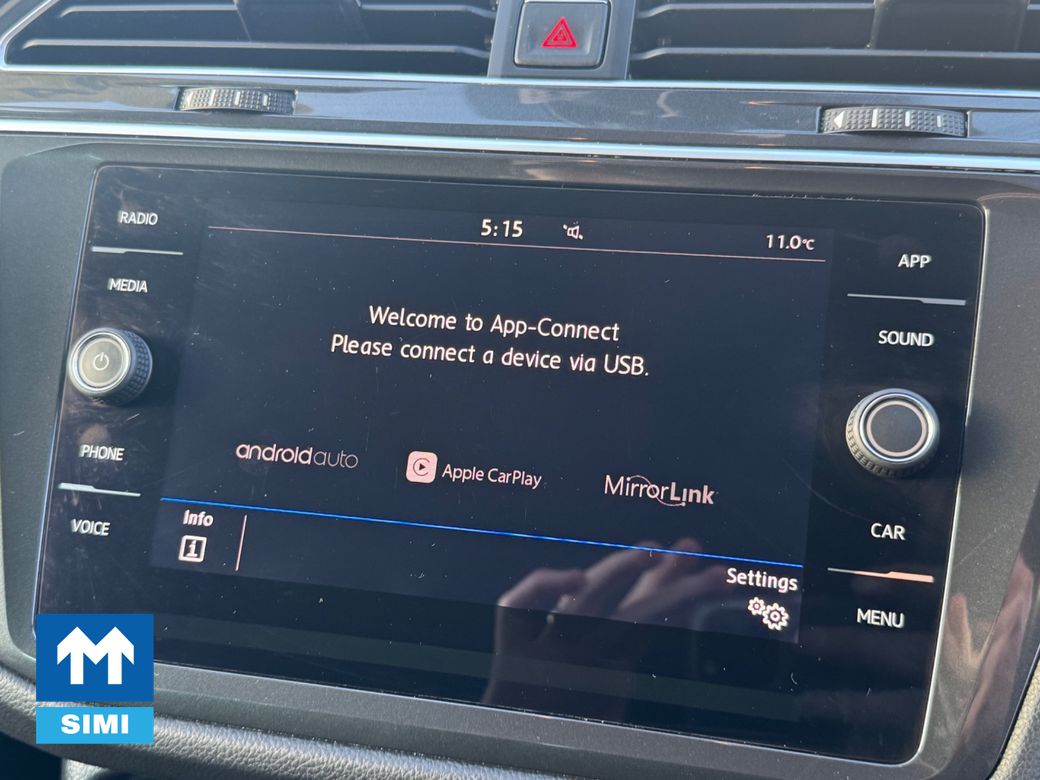 RADIO
MEDIA
PHONE
VOICE
5:15
11.0°C
Welcome to App-Connect
Please connect a device via USB.
androidauto
Apple CarPlay
MirrorLink
Info
Settings
APP
SOUND
CAR
MENU
SIMI